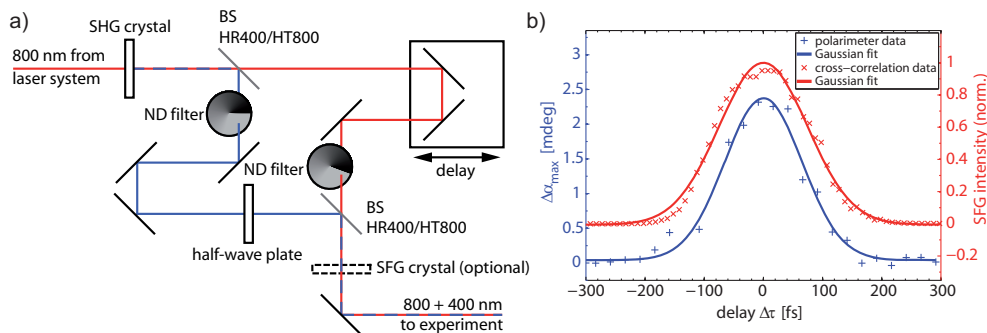 a)
SHG crystal
BS
HR400/HT800
800 nm from
laser system
ND filter
ND filter
delay
BS
HR400/HT800
half-wave plate
SFG crystal (optional)
800 + 400 nm
to experiment
b)
polarimeter data
Gaussian fit
cross−correlation data
Gaussian fit
Δαmax [mdeg]
3
2.5
2
1.5
1
0.5
0
SFG intensity (norm.)
1
0.8
0.6
0.4
0.2
0
−0.2
−300 −200 −100 0 100 200 300
delay Δτ [fs]